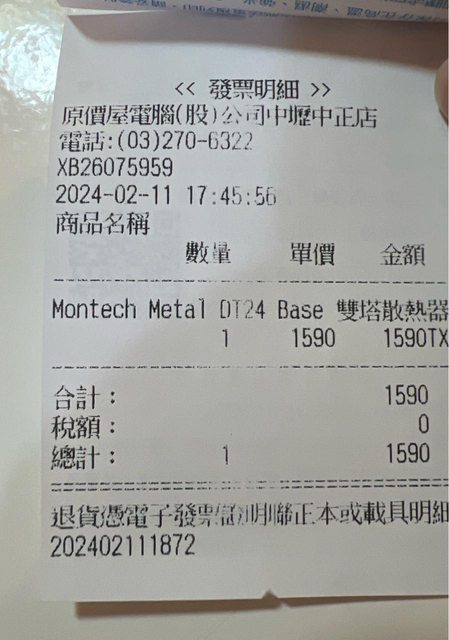 << 發票明細 >>
原價屋電腦(股)公司中壢中正店
電話:(03)270-6322
XB26075959
2024-02-11 17:45:56
商品名稱
數量 單價 金額
Montech Metal DT24 Base 雙塔散熱器
1 1590 1590TX
合計: 1590
稅額: 0
總計: 1 1590
退貨憑電子發票證明聯正本或載具明細
202402111872